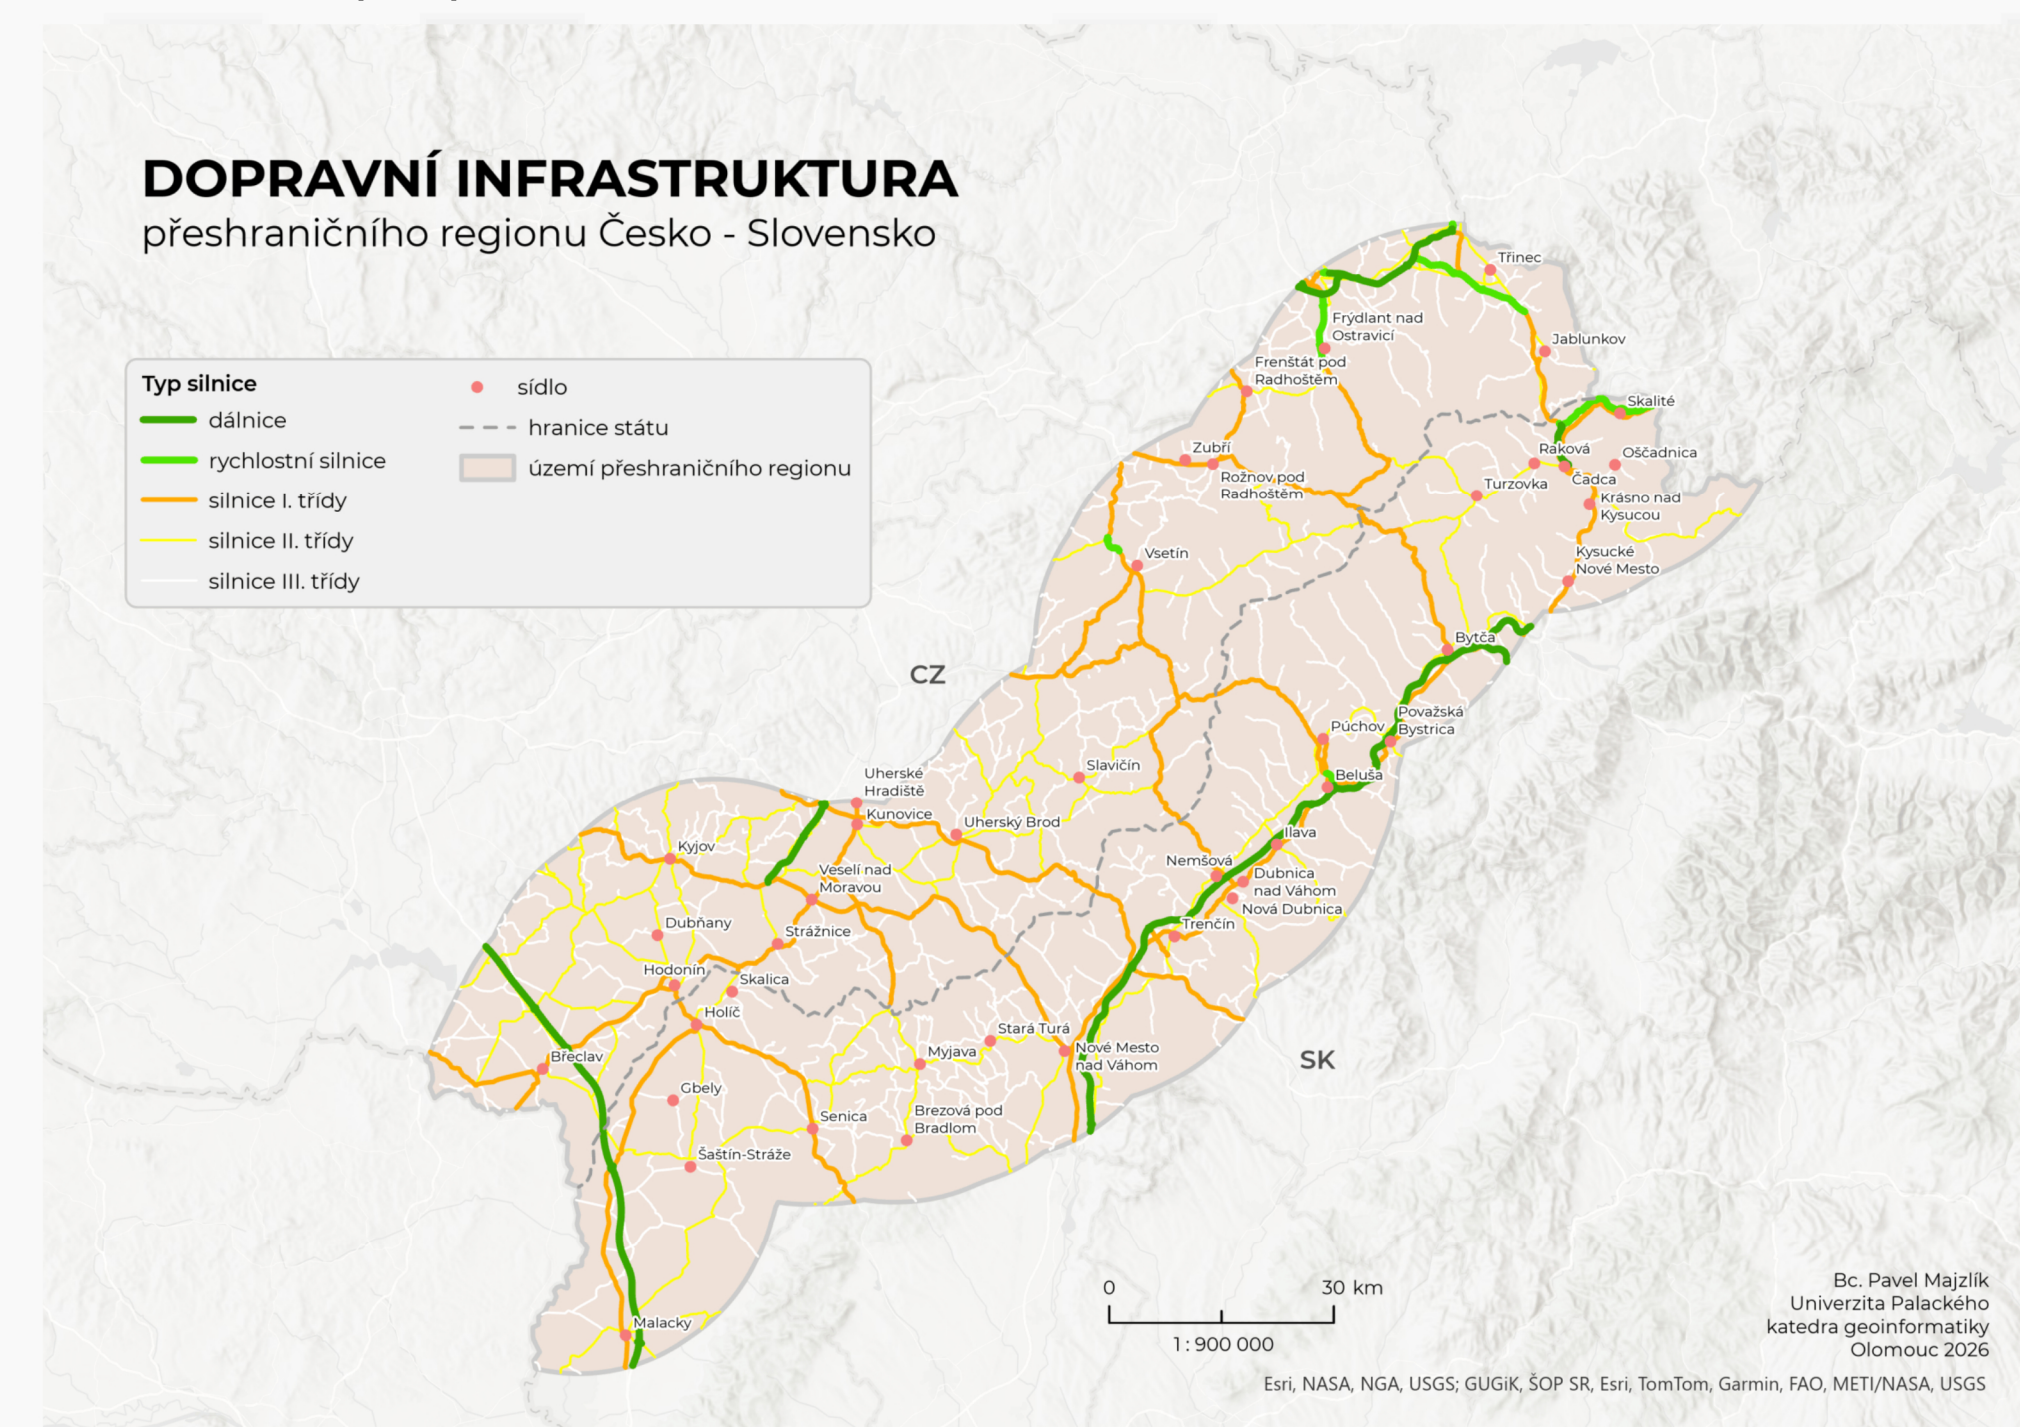 DOPRAVNÍ INFRASTRUKTURA
přeshraničního regionu Česko - Slovensko
Typ silnice
dálnice
rychlostní silnice
silnice I. třídy
silnice II. třídy
silnice III. třídy
sídlo
hranice státu
území přeshraničního regionu
Třinec
Frýdlant nad
Ostravicí
Jablunkov
Frenštát pod
Radhoštěm
Skalité
Zubří
Raková
Oščadnica
Rožnov pod
Radhoštěm
Turzovka
Čadca
Krásno nad
Kysucou
Vsetín
Kysucké
Nové Mesto
Bytča
CZ
Považská
Bystrica
Púchov
Slavičín
Beluša
Uherské
Hradiště
Kunovice
Uherský Brod
Ilava
Kyjov
Nemšová
Veselí nad
Moravou
Dubnica
nad Váhom
Nová Dubnica
Dubňany
Strážnice
Trenčín
Hodonín
Skalica
Holíč
Stará Turá
Břeclav
Myjava
Nové Mesto
nad Váhom
SK
Gbely
Senica
Brezová pod
Bradlom
Šaštín-Stráže
Malacky
0 30 km
1 : 900 000
Bc. Pavel Majzlík
Univerzita Palackého
katedra geoinformatiky
Olomouc 2026
Esri, NASA, NGA, USGS; GUGiK, ŠOP SR, Esri, TomTom, Garmin, FAO, METI/NASA, USGS